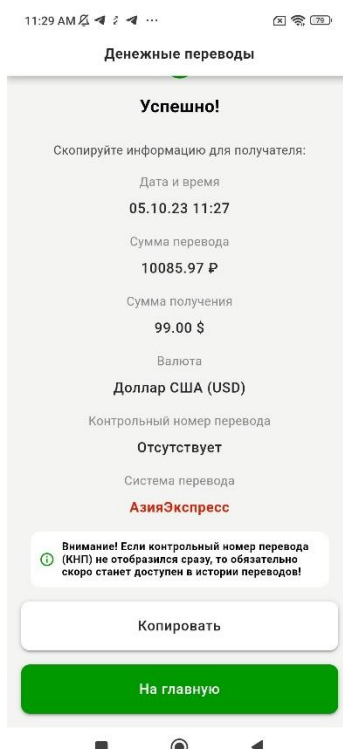 11:29 AM
79
Денежные переводы
Успешно!
Скопируйте информацию для получателя:
Дата и время
05.10.23 11:27
Сумма перевода
10085.97 ₽
Сумма получения
99.00 $
Валюта
Доллар США (USD)
Контрольный номер перевода
Отсутствует
Система перевода
АзияЭкспресс
Внимание! Если контрольный номер перевода
(КНП) не отобразился сразу, то обязательно
скоро станет доступен в истории переводов!
Копировать
На главную